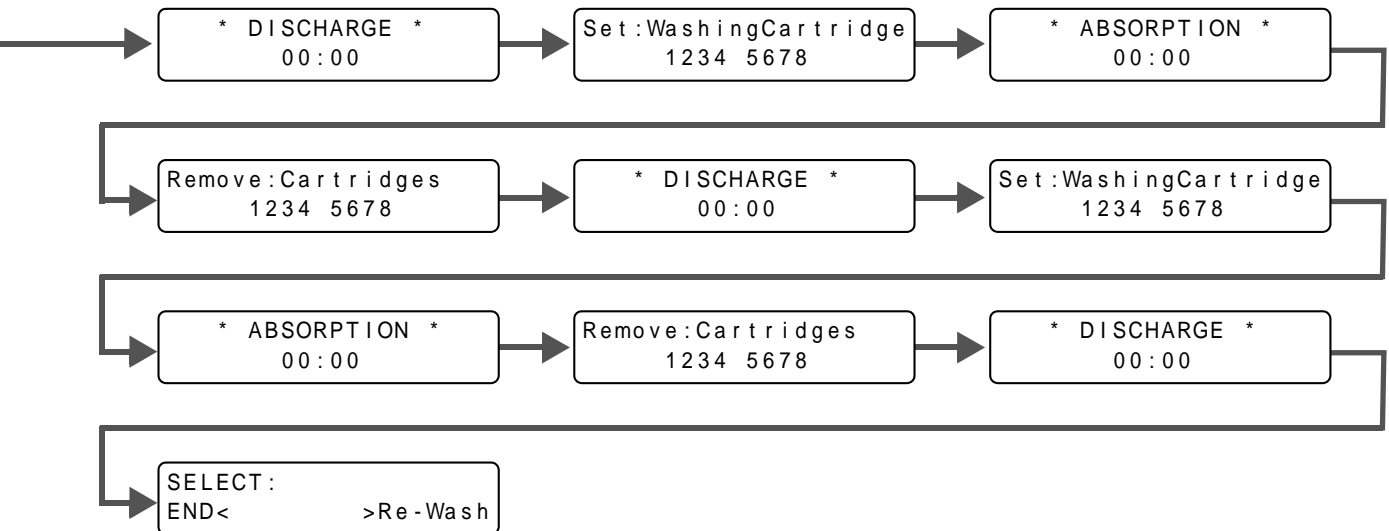 * DISCHARGE *
00:00
Set:WashingCartridge
1234 5678
* ABSORPTION *
00:00
Remove:Cartridges
1234 5678
* DISCHARGE *
00:00
Set:WashingCartridge
1234 5678
* ABSORPTION *
00:00
Remove:Cartridges
1234 5678
* DISCHARGE *
00:00
SELECT:
END< >Re-Wash